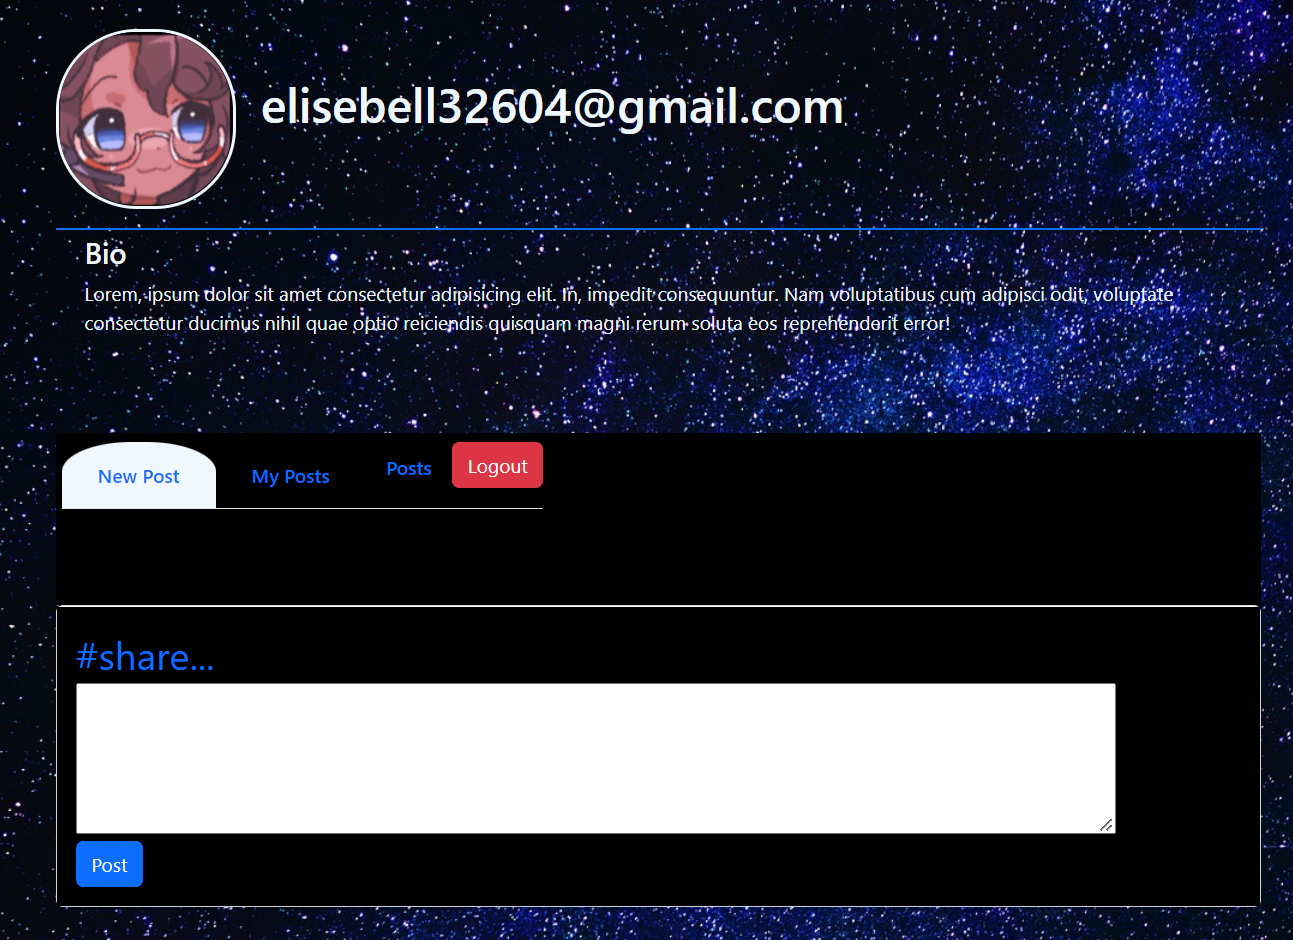 elisebell32604@gmail.com
Bio
Lorem, ipsum dolor sit amet consectetur adipisicing elit. In, impedit consequuntur. Nam voluptatibus cum adipisci odit, voluptate
consectetur ducimus nihil quae optio reiciendis quisquam magni rerum soluta eos reprehenderit error!
New Post
My Posts
Posts
Logout
#share...
Post